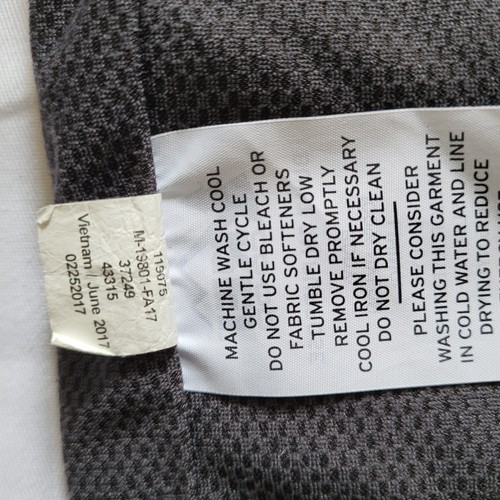 115075
MI-19801-FA17
37249
43315
Vietnam June 2017
02252017
MACHINE WASH COOL
GENTLE CYCLE
DO NOT USE BLEACH OR
FABRIC SOFTENERS
TUMBLE DRY LOW
REMOVE PROMPTLY
COOL IRON IF NECESSARY
DO NOT DRY CLEAN
PLEASE CONSIDER
WASHING THIS GARMENT
IN COLD WATER AND LINE
DRYING TO REDUCE